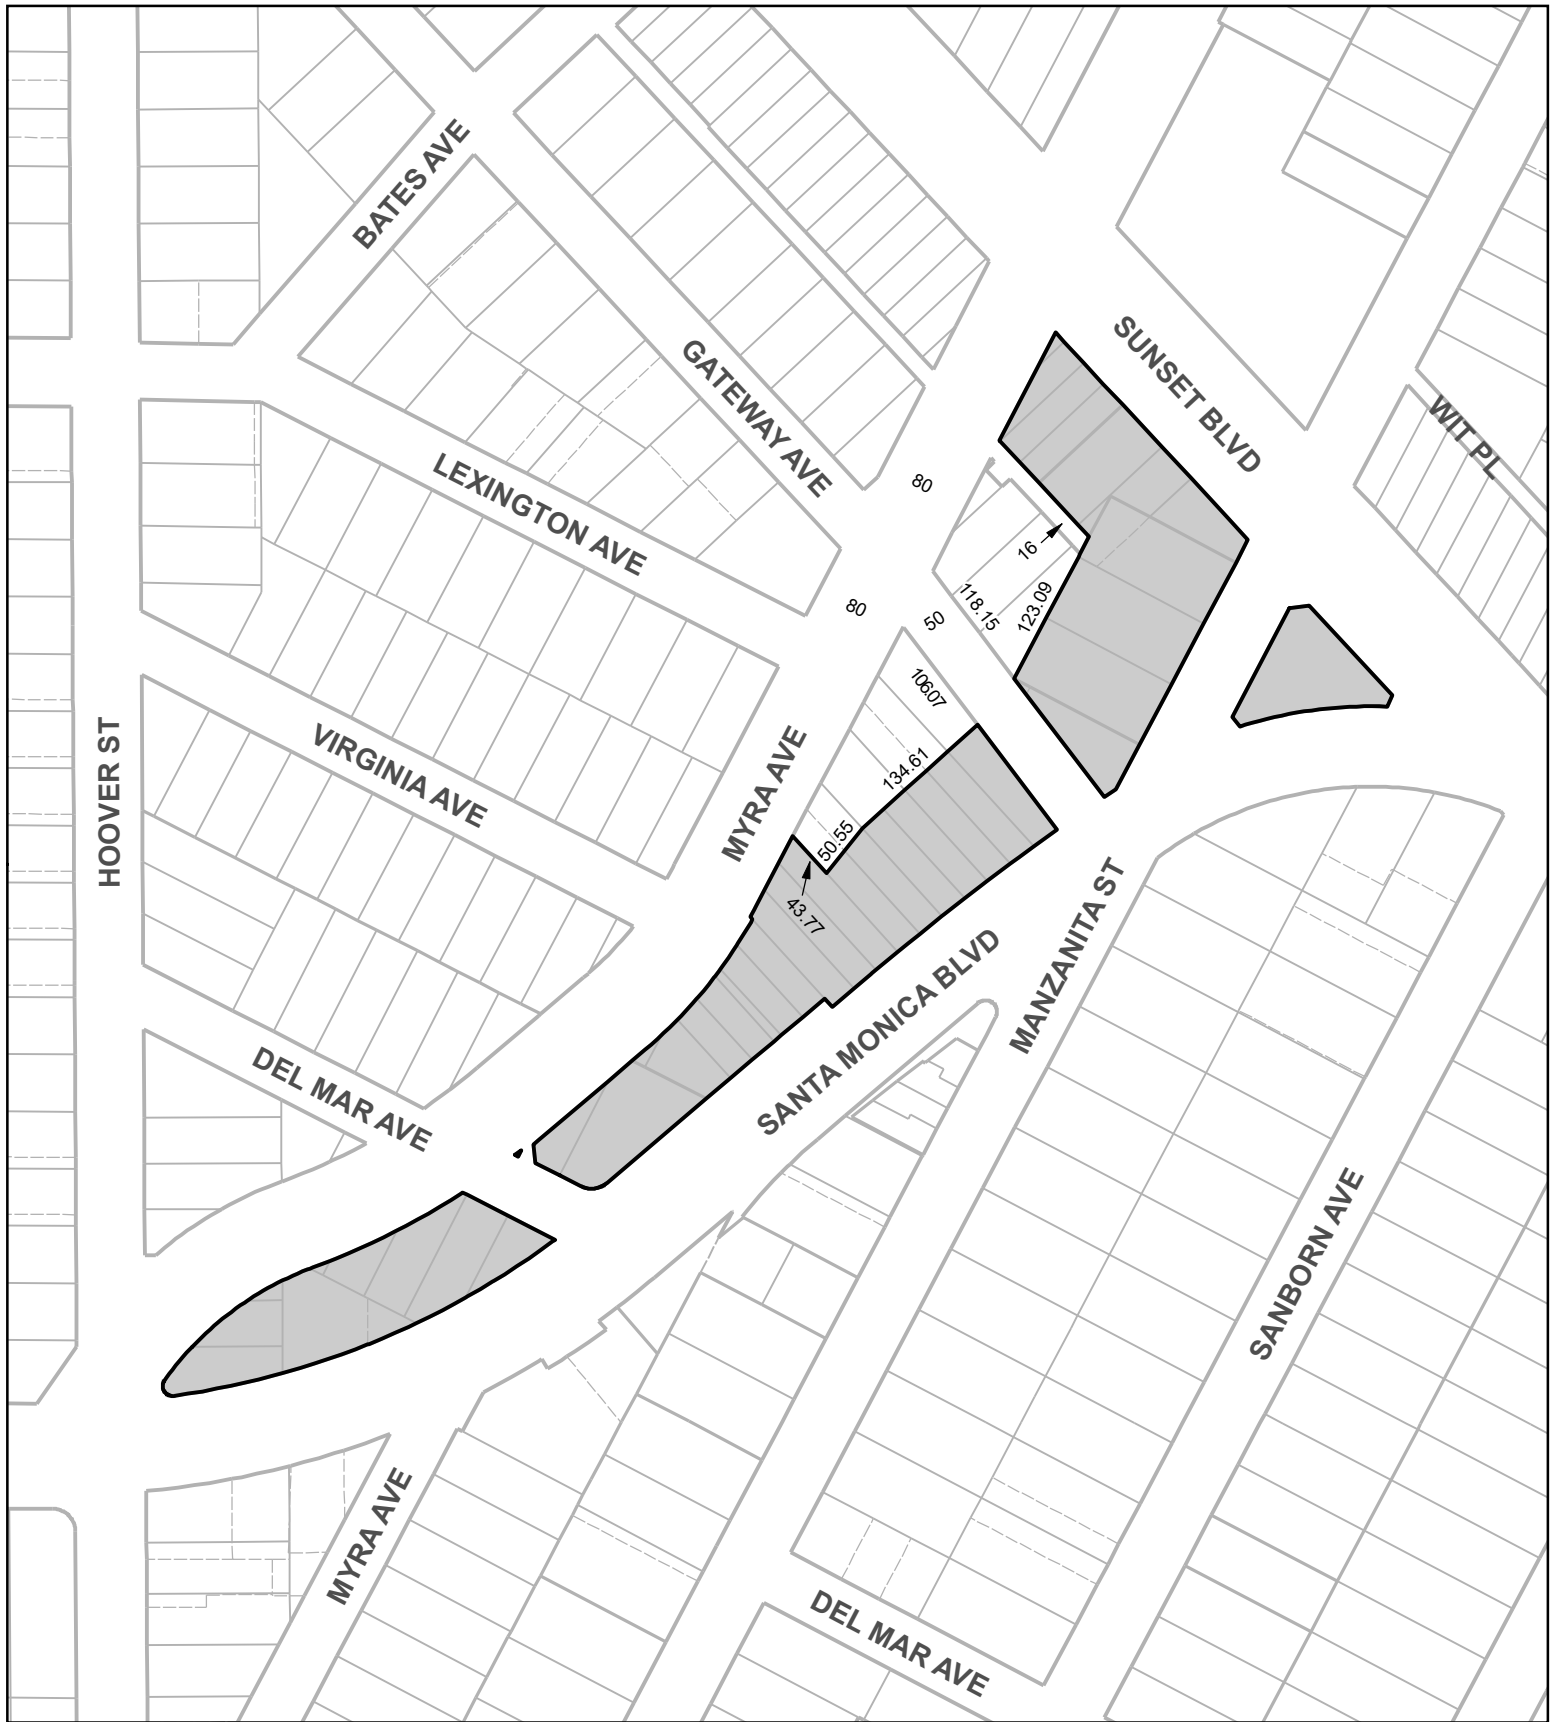 BATES AVE
SUNSET BLVD
GATEWAY AVE
WIT PL
LEXINGTON AVE
80
16
80
50
118.15
123.09
106.07
HOOVER ST
VIRGINIA AVE
MYRA AVE
134.61
50.55
43.77
MANZANITA ST
SANTA MONICA BLVD
DEL MAR AVE
SANBORN AVE
MYRA AVE
DEL MAR AVE